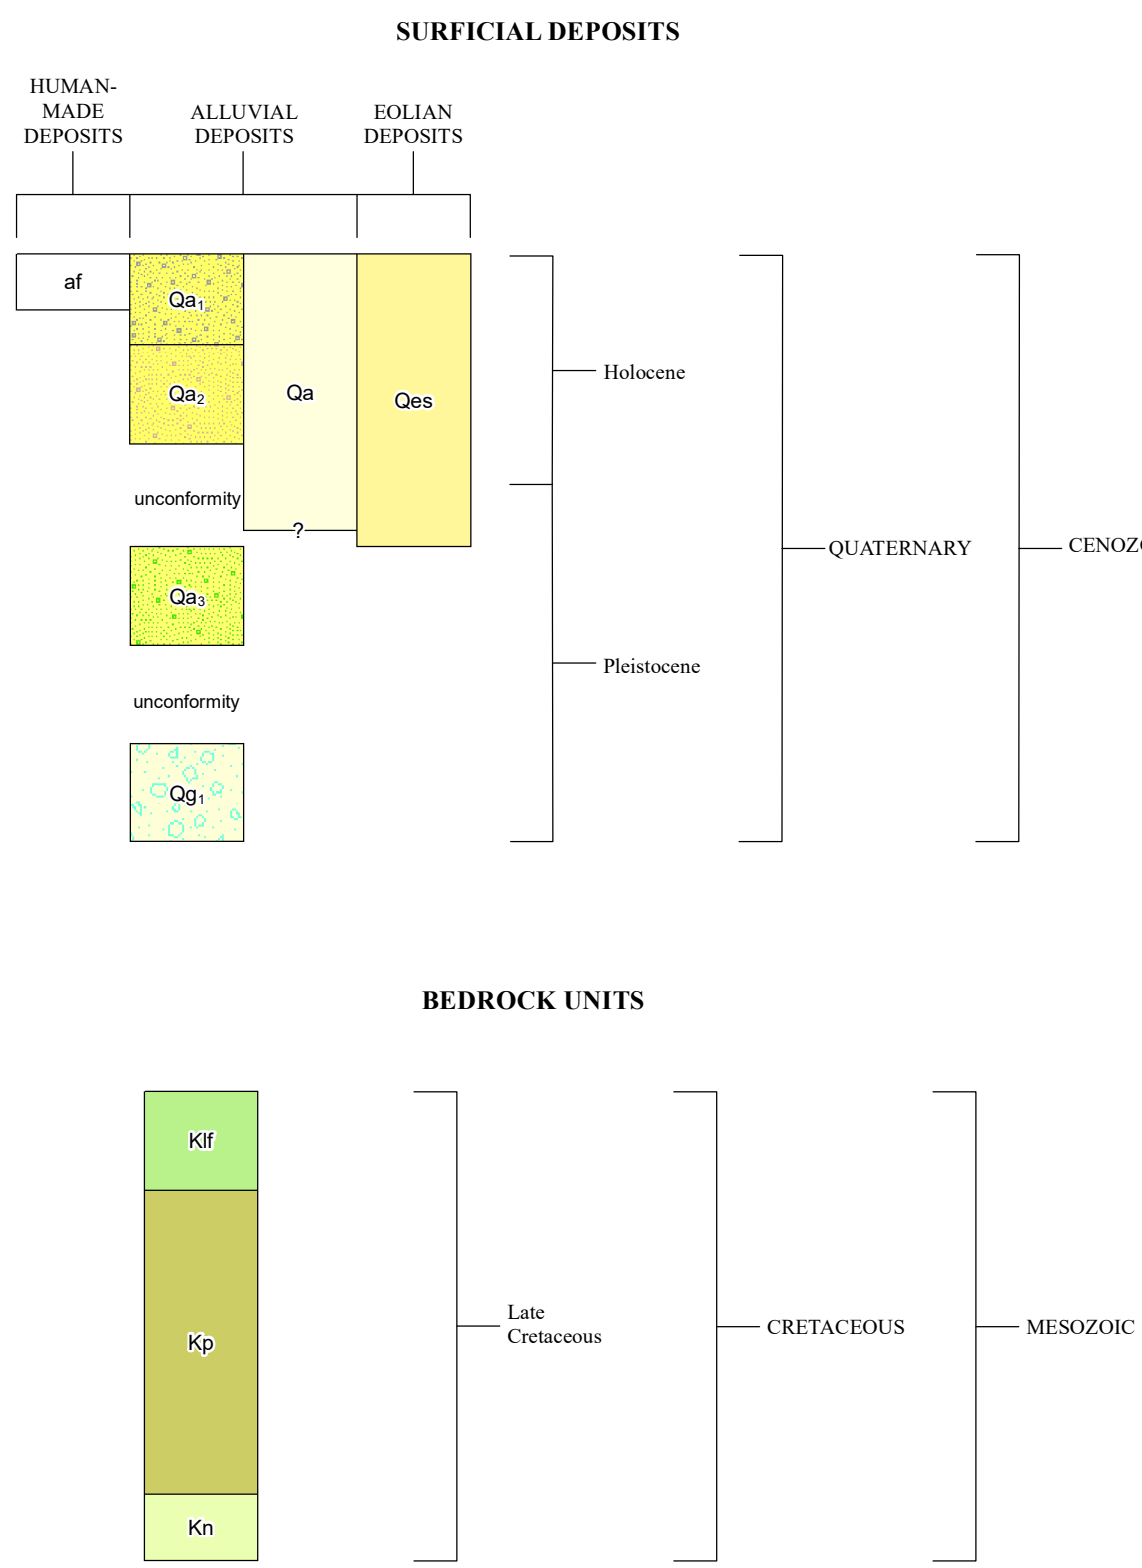 SURFICIAL DEPOSITS
HUMAN-
MADE
DEPOSITS
ALLUVIAL
DEPOSITS
EOLIAN
DEPOSITS
af
Qa1
Qa2
Qa
Qes
Holocene
unconformity
?
QUATERNARY
CENOZO
Qa3
Pleistocene
unconformity
Qg1
BEDROCK UNITS
Klf
Kp
Late
Cretaceous
CRETACEOUS
MESOZOIC
Kn